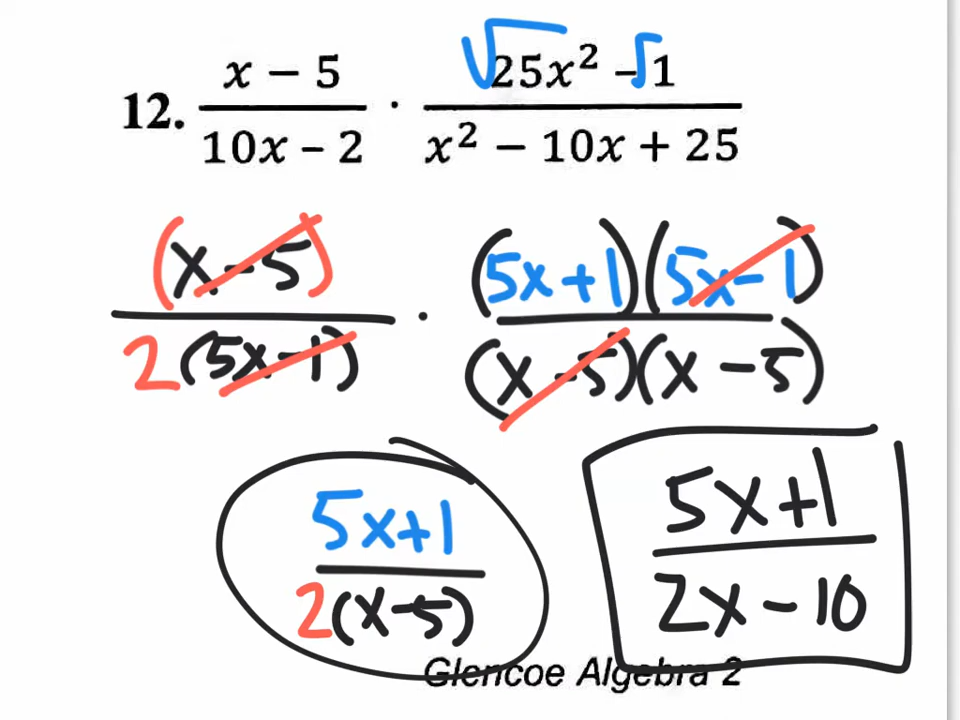 12. x − 5 / 10x − 2 · √25x² − √1 / x² − 10x + 25
(x − 5) / 2(5x − 1) · (5x + 1)(5x − 1) / (x − 5)(x − 5)
5x + 1 / 2(x − 5)
5x + 1 / 2x − 10
Glencoe Algebra 2